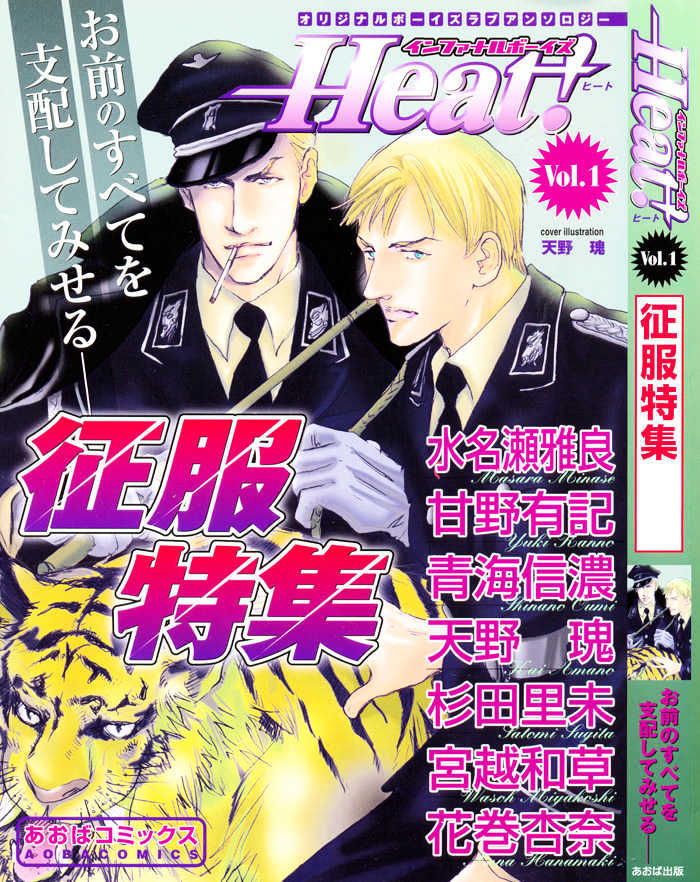 オリジナルボーイズラブアンソロジー
Heat!
インファナルボーイズ
ヒート
お前のすべてを
支配してみせる──
Vol.1
cover illustration
天野 瑰
征服
特集
水名瀬雅良
Masara Minase
甘野有記
Yuki Kanno
青海信濃
Shinano Oumi
天野 瑰
Kai Amano
杉田里未
Satomi Sugita
宮越和草
Wasoh Miyakoshi
花巻杏奈
Anna Hanamaki
あおばコミックス
AOBACOMICS
Heat!
インファナルボーイズ
ヒート
Vol.1
征服特集
お前のすべてを
支配してみせる──
あおば出版